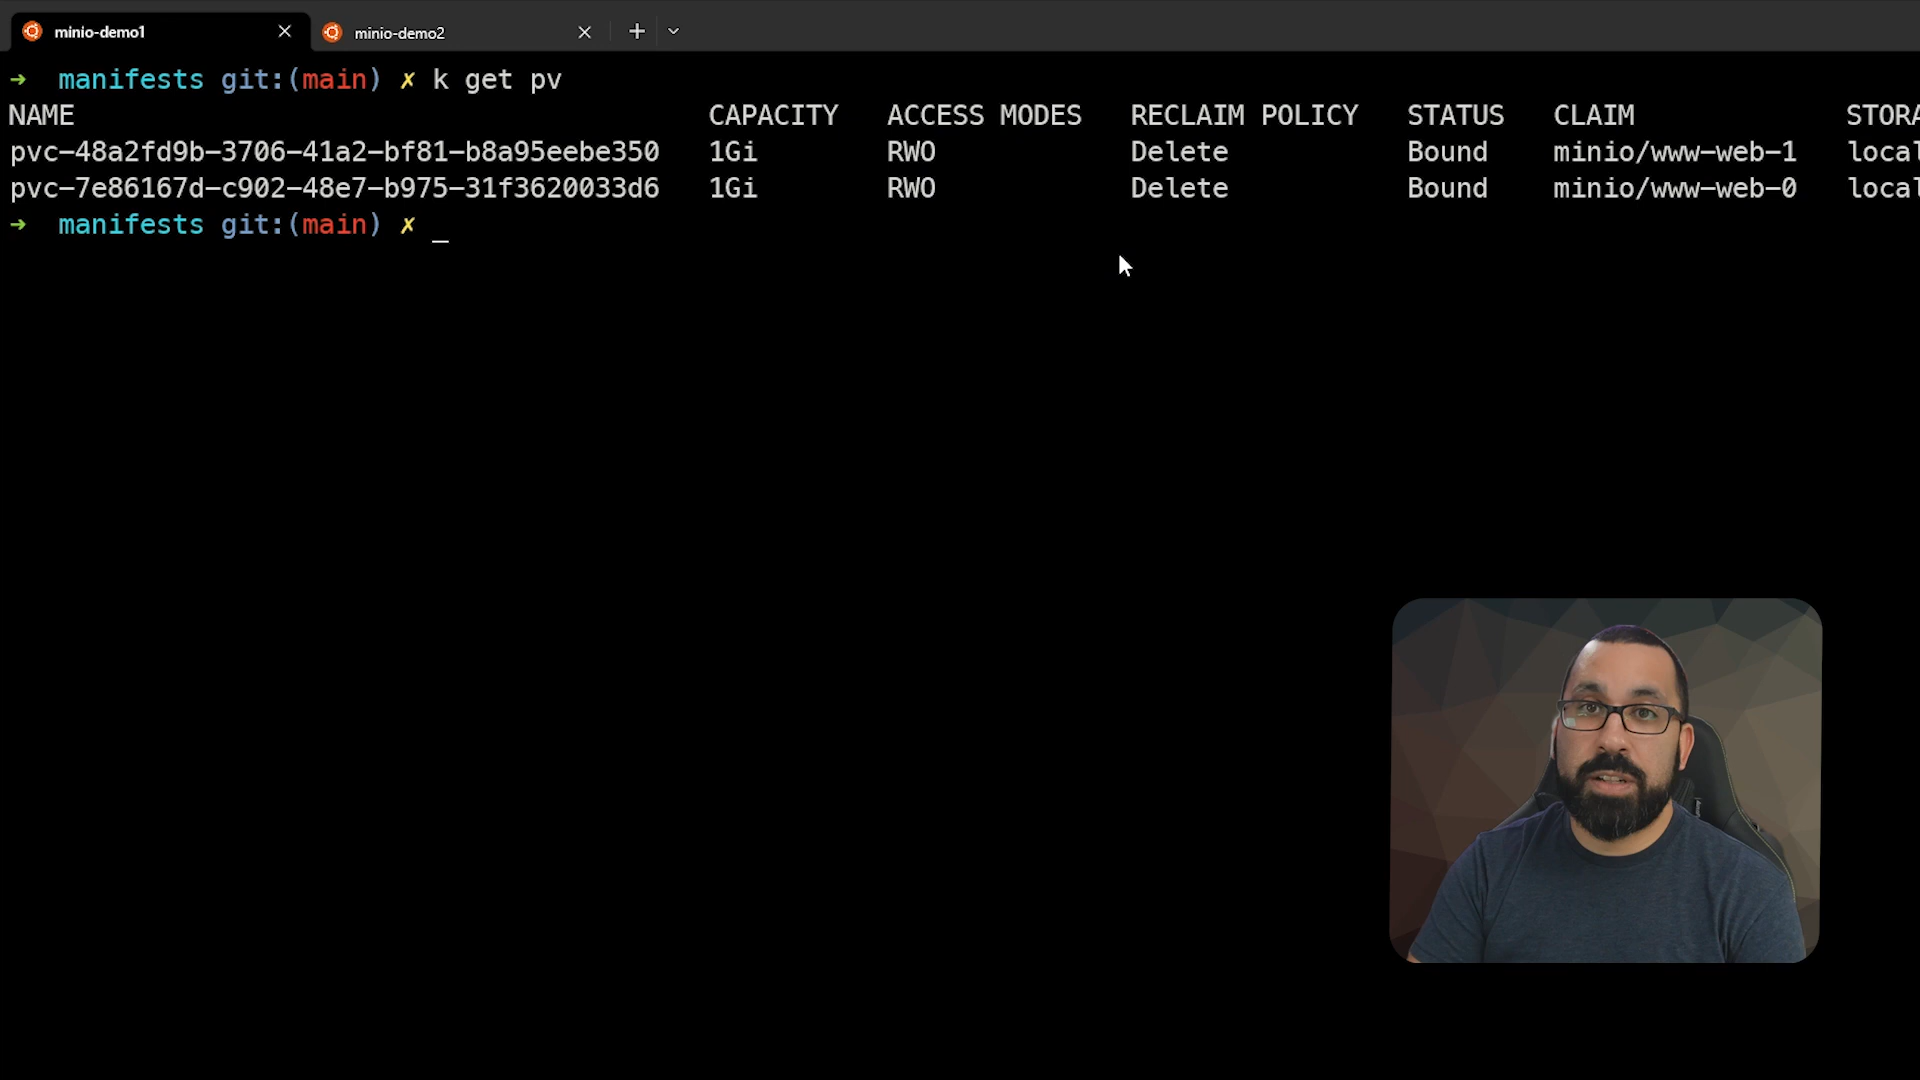 minio-demo1
minio-demo2
→ manifests git:(main) ✗ k get pv
NAME CAPACITY ACCESS MODES RECLAIM POLICY STATUS CLAIM STORA
pvc-48a2fd9b-3706-41a2-bf81-b8a95eebe350 1Gi RWO Delete Bound minio/www-web-1 local
pvc-7e86167d-c902-48e7-b975-31f3620033d6 1Gi RWO Delete Bound minio/www-web-0 local
→ manifests git:(main) ✗ _